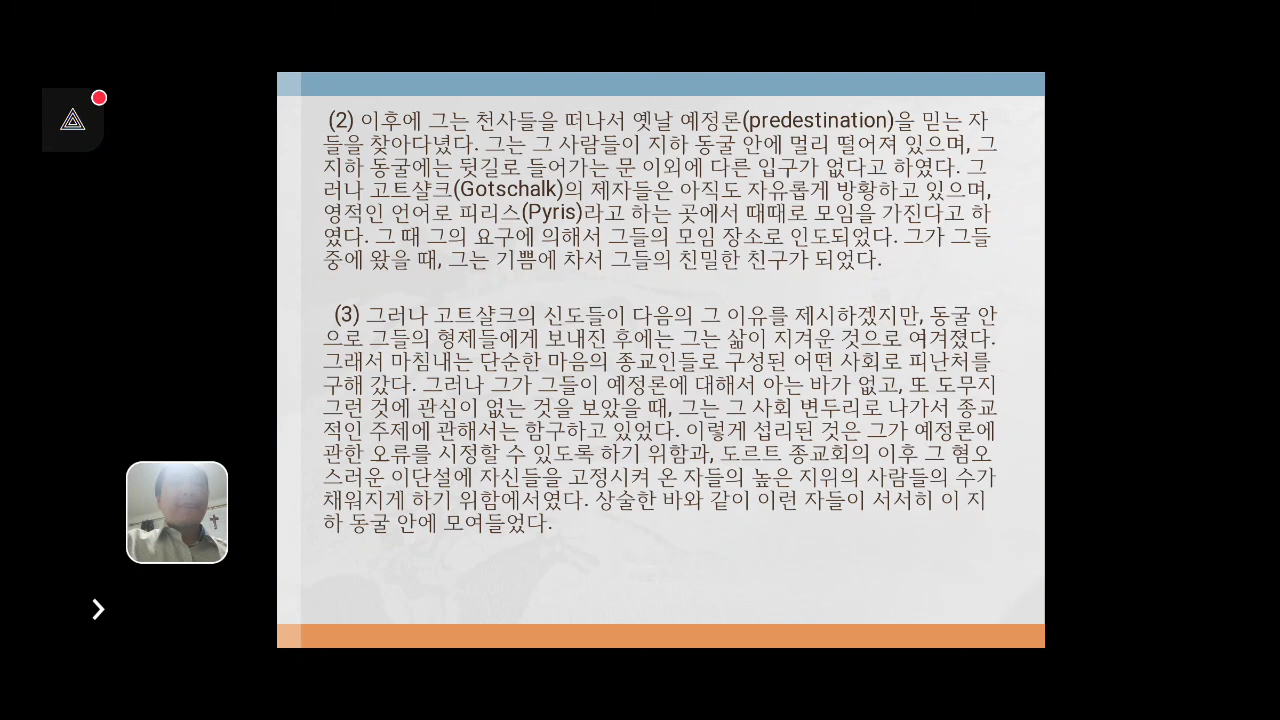 (2) 이후에 그는 천사들을 떠나서 옛날 예정론(predestination)을 믿는 자
들을 찾아다녔다. 그는 그 사람들이 지하 동굴 안에 멀리 떨어져 있으며, 그
지하 동굴에는 뒷길로 들어가는 문 이외에 다른 입구가 없다고 하였다. 그
러나 고트샬크(Gotschalk)의 제자들은 아직도 자유롭게 방황하고 있으며,
영적인 언어로 피리스(Pyris)라고 하는 곳에서 때때로 모임을 가진다고 하
였다. 그 때 그의 요구에 의해서 그들의 모임 장소로 인도되었다. 그가 그들
중에 왔을 때, 그는 기쁨에 차서 그들의 친밀한 친구가 되었다.
(3) 그러나 고트샬크의 신도들이 다음의 그 이유를 제시하겠지만, 동굴 안
으로 그들의 형제들에게 보내진 후에는 그는 삶이 지겨운 것으로 여겨졌다.
그래서 마침내는 단순한 마음의 종교인들로 구성된 어떤 사회로 피난처를
구해 갔다. 그러나 그가 그들이 예정론에 대해서 아는 바가 없고, 또 도무지
그런 것에 관심이 없는 것을 보았을 때, 그는 그 사회 변두리로 나가서 종교
적인 주제에 관해서는 함구하고 있었다. 이렇게 섭리된 것은 그가 예정론에
관한 오류를 시정할 수 있도록 하기 위함과, 도르트 종교회의 이후 그 혐오
스러운 이단설에 자신들을 고정시켜 온 자들의 높은 지위의 사람들의 수가
채워지게 하기 위함에서였다. 상술한 바와 같이 이런 자들이 서서히 이 지
하 동굴 안에 모여들었다.